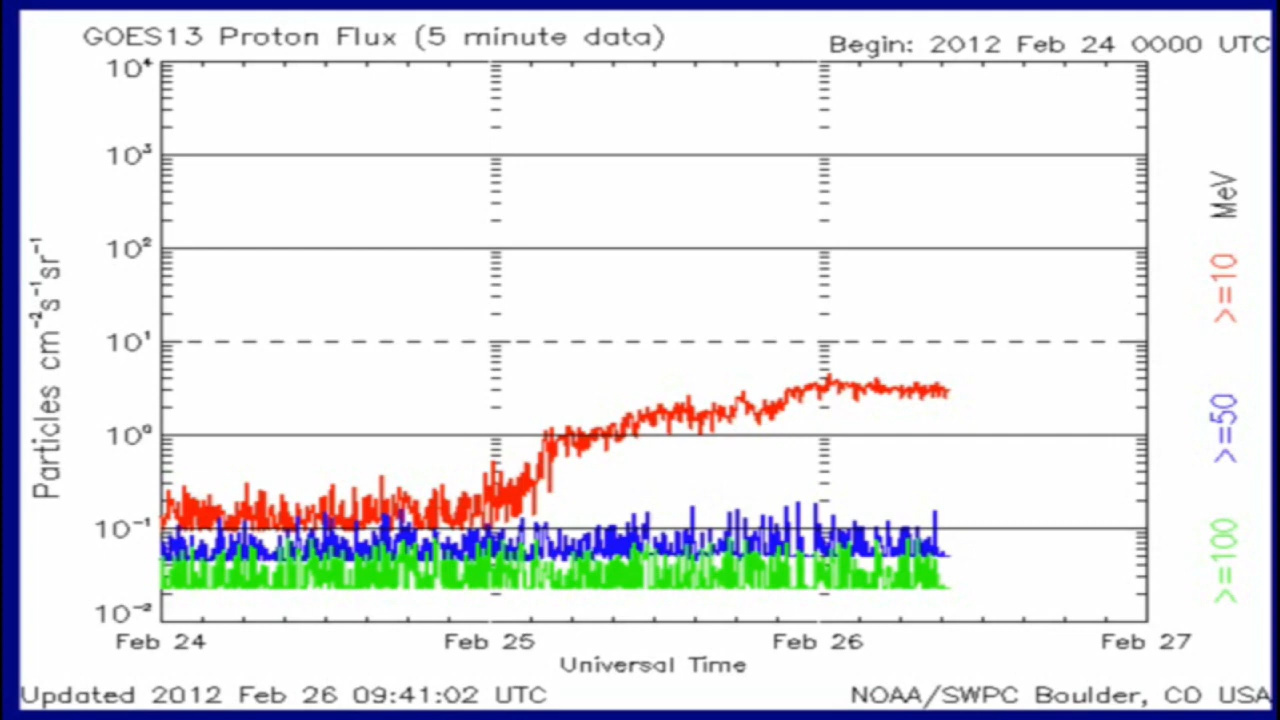 GOES13 Proton Flux (5 minute data)
Begin: 2012 Feb 24 0000 UTC
10⁴
10³
10²
10¹
10⁰
10⁻¹
10⁻²
Particles cm⁻²s⁻¹sr⁻¹
Feb 24
Feb 25
Feb 26
Feb 27
Universal Time
>=10
>=50
>=100
MeV
Updated 2012 Feb 26 09:41:02 UTC
NOAA/SWPC Boulder, CO USA